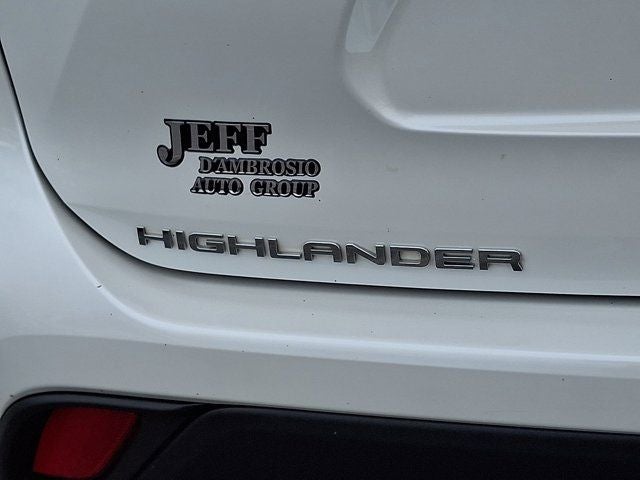 JEFF
D'AMBROSIO
AUTO GROUP
HIGHLANDER